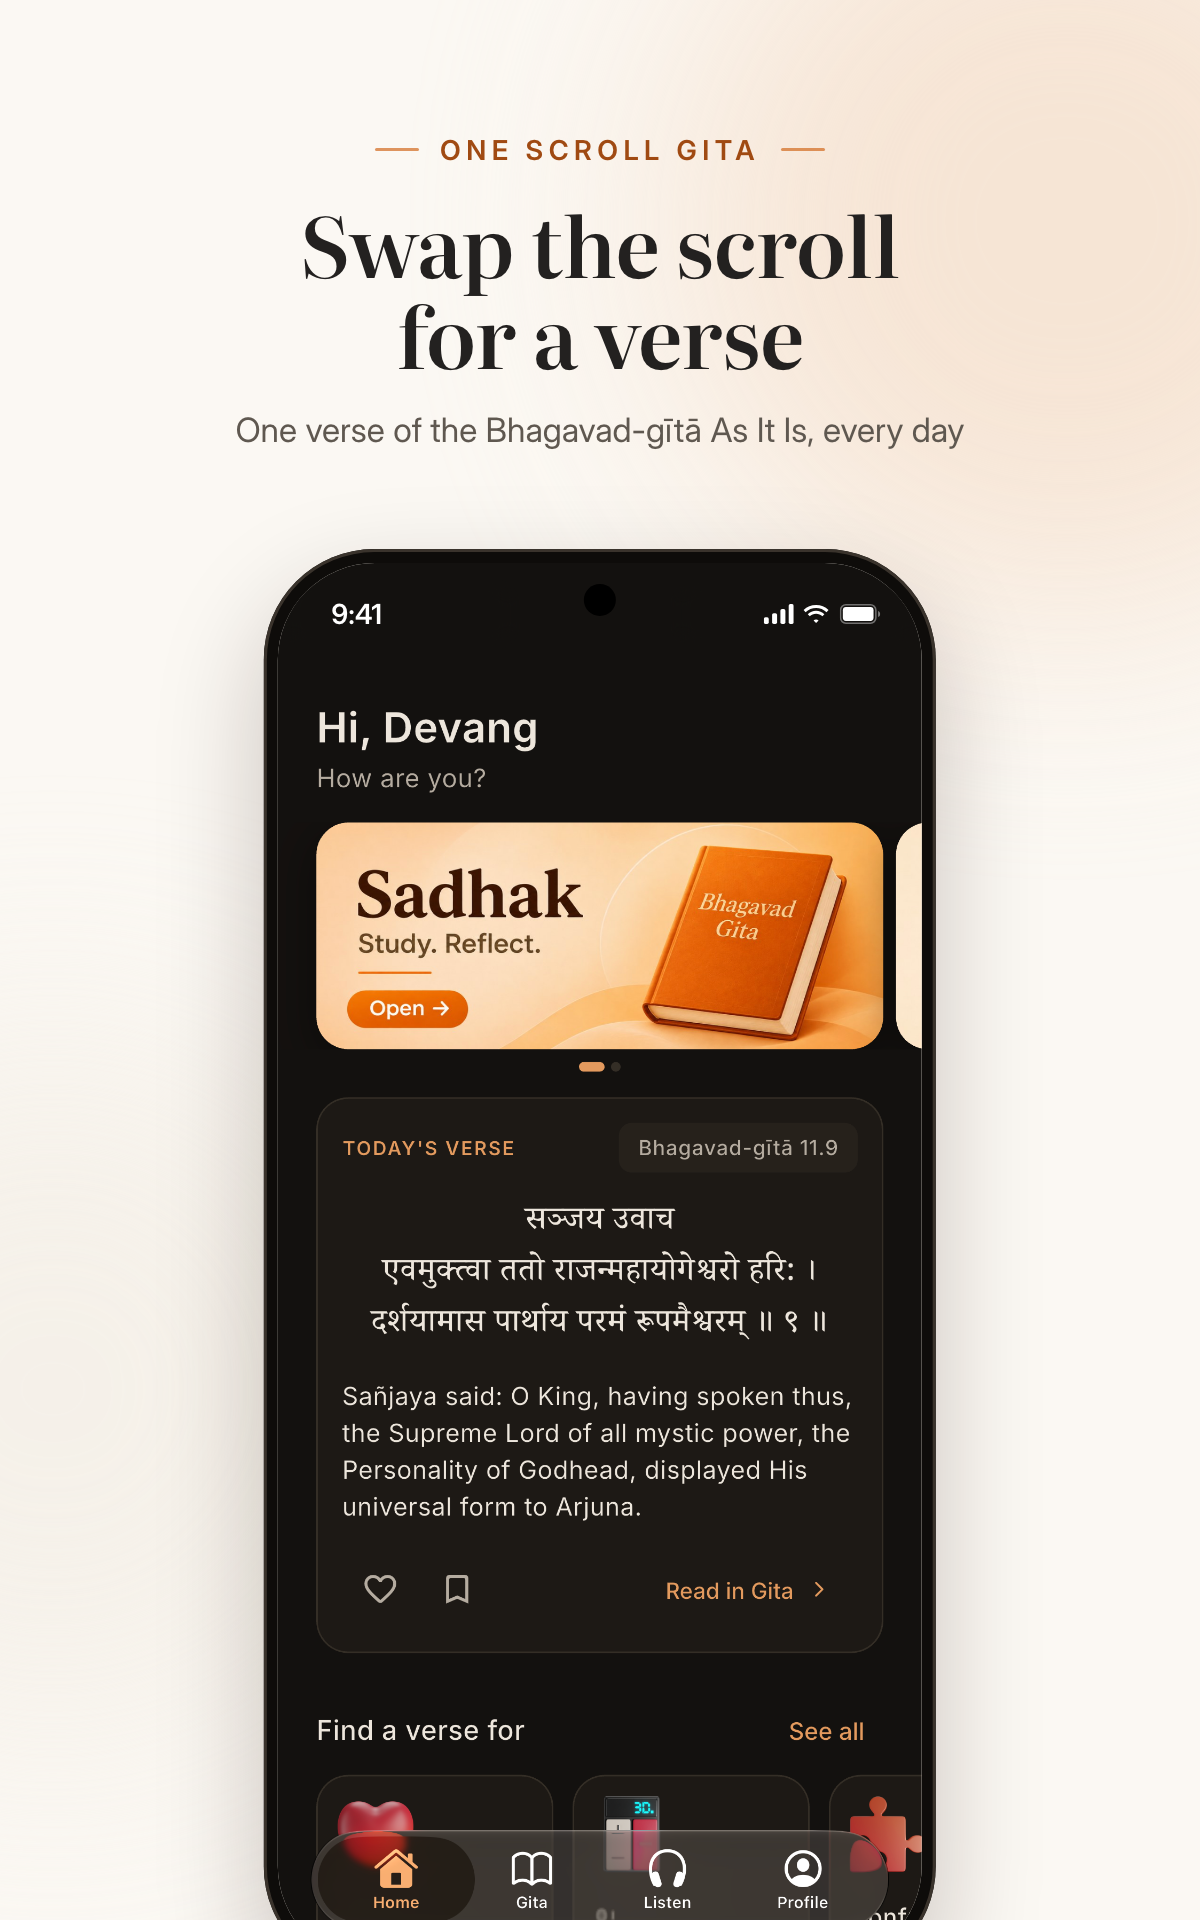 ONE SCROLL GITA
Swap the scroll
for a verse
One verse of the Bhagavad-gītā As It Is, every day
9:41
Hi, Devang
How are you?
Sadhak
Study. Reflect.
Open →
Bhagavad
Gita
TODAY'S VERSE
Bhagavad-gītā 11.9
सञ्जय उवाच
एवमुक्त्वा ततो राजन्महायोगेश्वरो हरि: ।
दर्शयामास पार्थाय परमं रूपमैश्वरम् ॥ ९ ॥
Sañjaya said: O King, having spoken thus,
the Supreme Lord of all mystic power, the
Personality of Godhead, displayed His
universal form to Arjuna.
Read in Gita
Find a verse for
See all
30.
Home
Gita
Listen
Profile